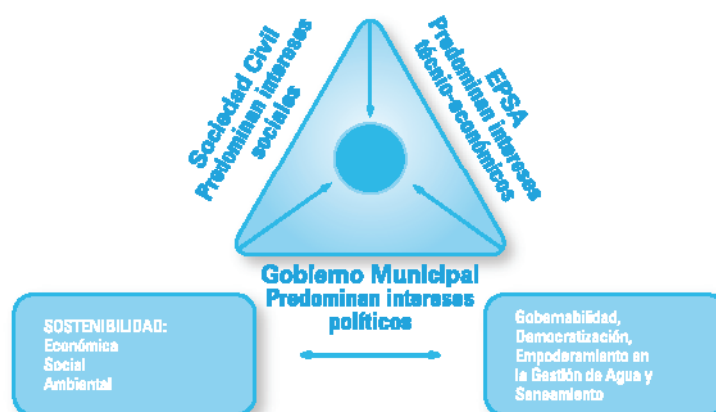 Sociedad Civil
Predominan intereses
sociales
EPSA
Predominan intereses
técnio-económicos
Gobierno Municipal
Predominan intereses
políticos
SOSTENIBILIDAD:
Económica
Social
Ambiental
Gobernabilidad,
Democratización,
Empoderamiento en
la Gestión de Agua y
Saneamiento